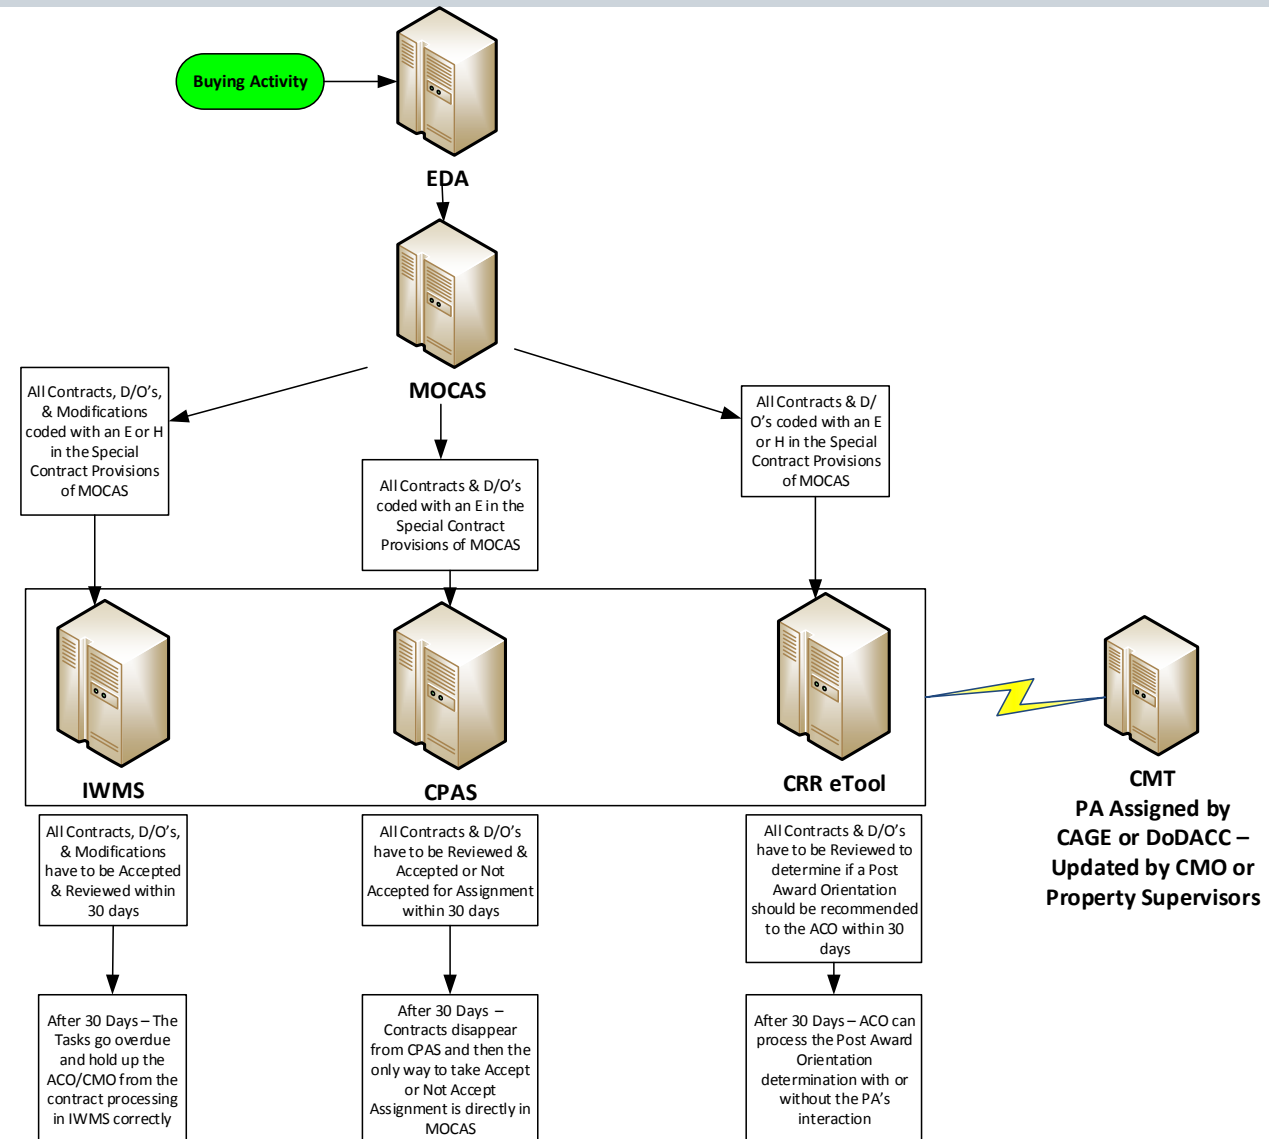 Buying Activity
EDA
MOCAS
All Contracts, D/O's,
& Modifications
coded with an E or H
in the Special
Contract Provisions
of MOCAS
All Contracts & D/O's
coded with an E in the
Special Contract
Provisions of MOCAS
All Contracts & D/
O's coded with an E
or H in the Special
Contract Provisions
of MOCAS
IWMS
CPAS
CRR eTool
CMT
PA Assigned by
CAGE or DoDACC –
Updated by CMO or
Property Supervisors
All Contracts, D/O's,
& Modifications
have to be Accepted
& Reviewed within
30 days
All Contracts & D/O's
have to be Reviewed &
Accepted or Not
Accepted for Assignment
within 30 days
All Contracts & D/O's
have to be Reviewed to
determine if a Post
Award Orientation
should be recommended
to the ACO within 30
days
After 30 Days – The
Tasks go overdue
and hold up the
ACO/CMO from the
contract processing
in IWMS correctly
After 30 Days –
Contracts disappear
from CPAS and then the
only way to take Accept
or Not Accept
Assignment is directly in
MOCAS
After 30 Days – ACO can
process the Post Award
Orientation
determination with or
without the PA's
interaction